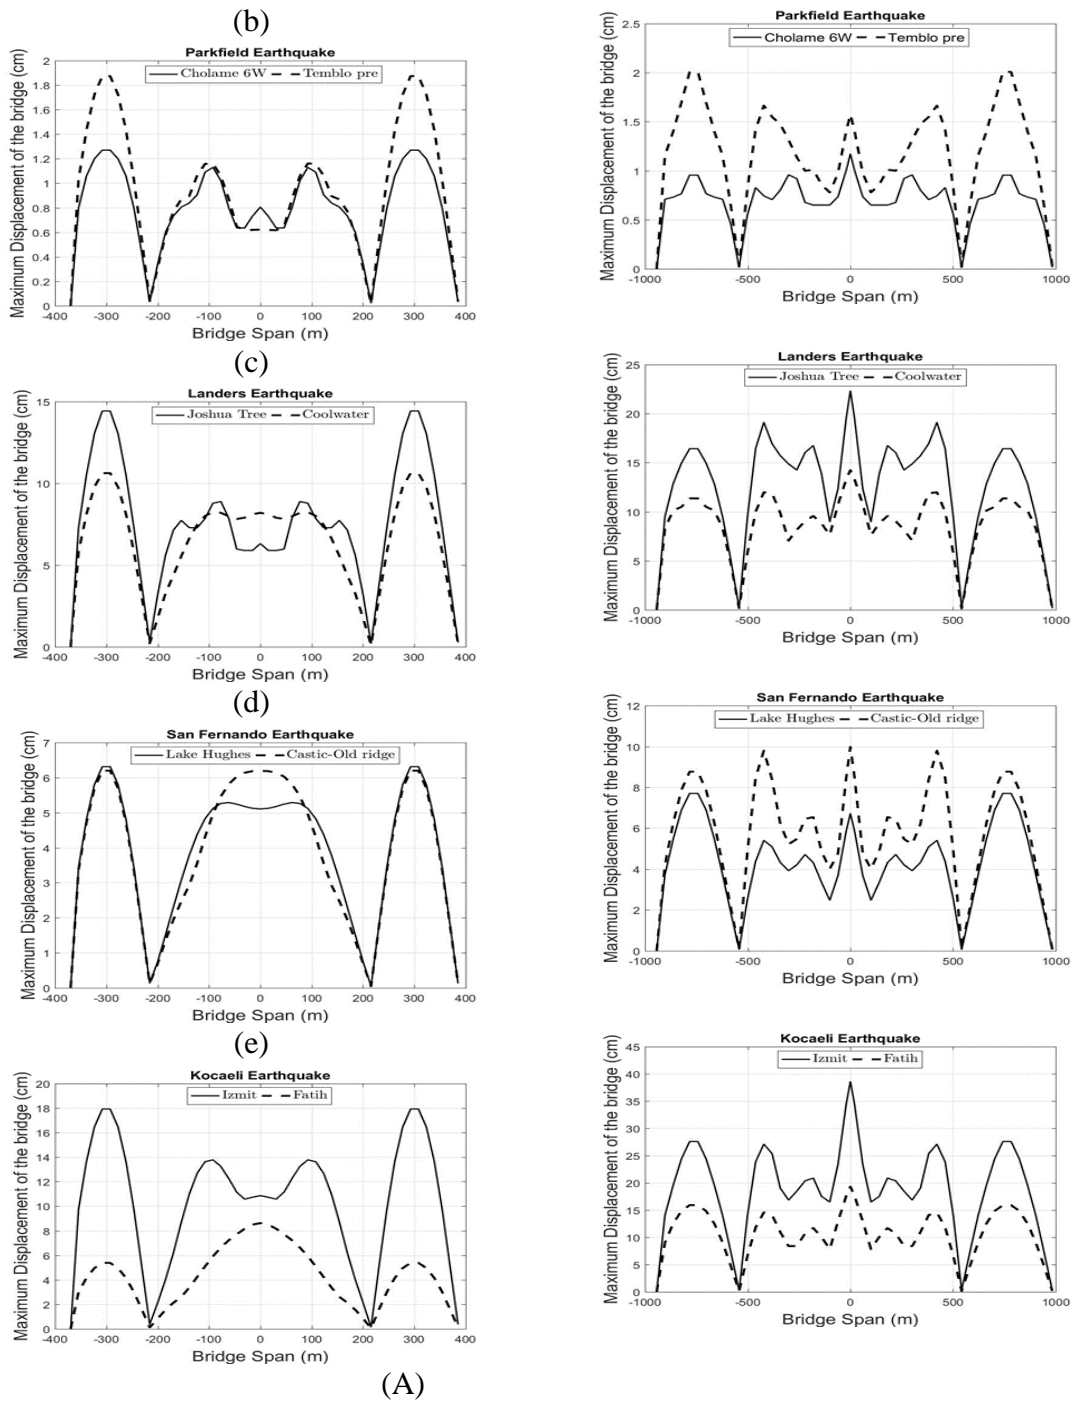 (b)
Parkfield Earthquake
Cholame 6W Temblo pre
Maximum Displacement of the bridge (cm)
2
1.8
1.6
1.4
1.2
1
0.8
0.6
0.4
0.2
0
-400 -300 -200 -100 0 100 200 300 400
Bridge Span (m)
Parkfield Earthquake
Cholame 6W Temblo pre
Maximum Displacement of the bridge (cm)
2.5
2
1.5
1
0.5
0
-1000 -500 0 500 1000
Bridge Span (m)
(c)
Landers Earthquake
Joshua Tree Coolwater
Maximum Displacement of the bridge (cm)
15
10
5
0
-400 -300 -200 -100 0 100 200 300 400
Bridge Span (m)
Landers Earthquake
Joshua Tree Coolwater
Maximum Displacement of the bridge (cm)
25
20
15
10
5
0
-1000 -500 0 500 1000
Bridge Span (m)
(d)
San Fernando Earthquake
Lake Hughes Castic-Old ridge
Maximum Displacement of the bridge (cm)
7
6
5
4
3
2
1
0
-400 -300 -200 -100 0 100 200 300 400
Bridge Span (m)
San Fernando Earthquake
Lake Hughes Castic-Old ridge
Maximum Displacement of the bridge (cm)
12
10
8
6
4
2
0
-1000 -500 0 500 1000
Bridge Span (m)
(e)
Kocaeli Earthquake
Izmit Fatih
Maximum Displacement of the bridge (cm)
20
18
16
14
12
10
8
6
4
2
0
-400 -300 -200 -100 0 100 200 300 400
Bridge Span (m)
Kocaeli Earthquake
Izmit Fatih
Maximum Displacement of the bridge (cm)
45
40
35
30
25
20
15
10
5
0
-1000 -500 0 500 1000
Bridge Span (m)
(A)